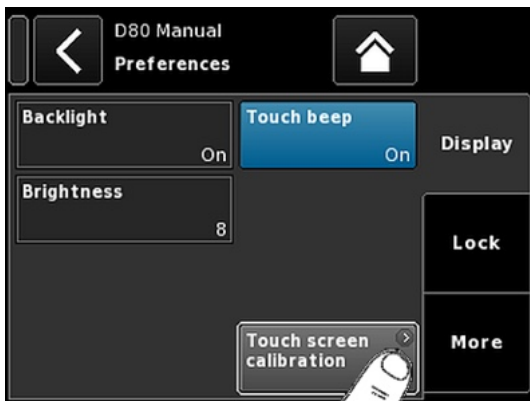 D80 Manual
Preferences
Backlight
On
Touch beep
On
Display
Brightness
8
Lock
Touch screen
calibration
More